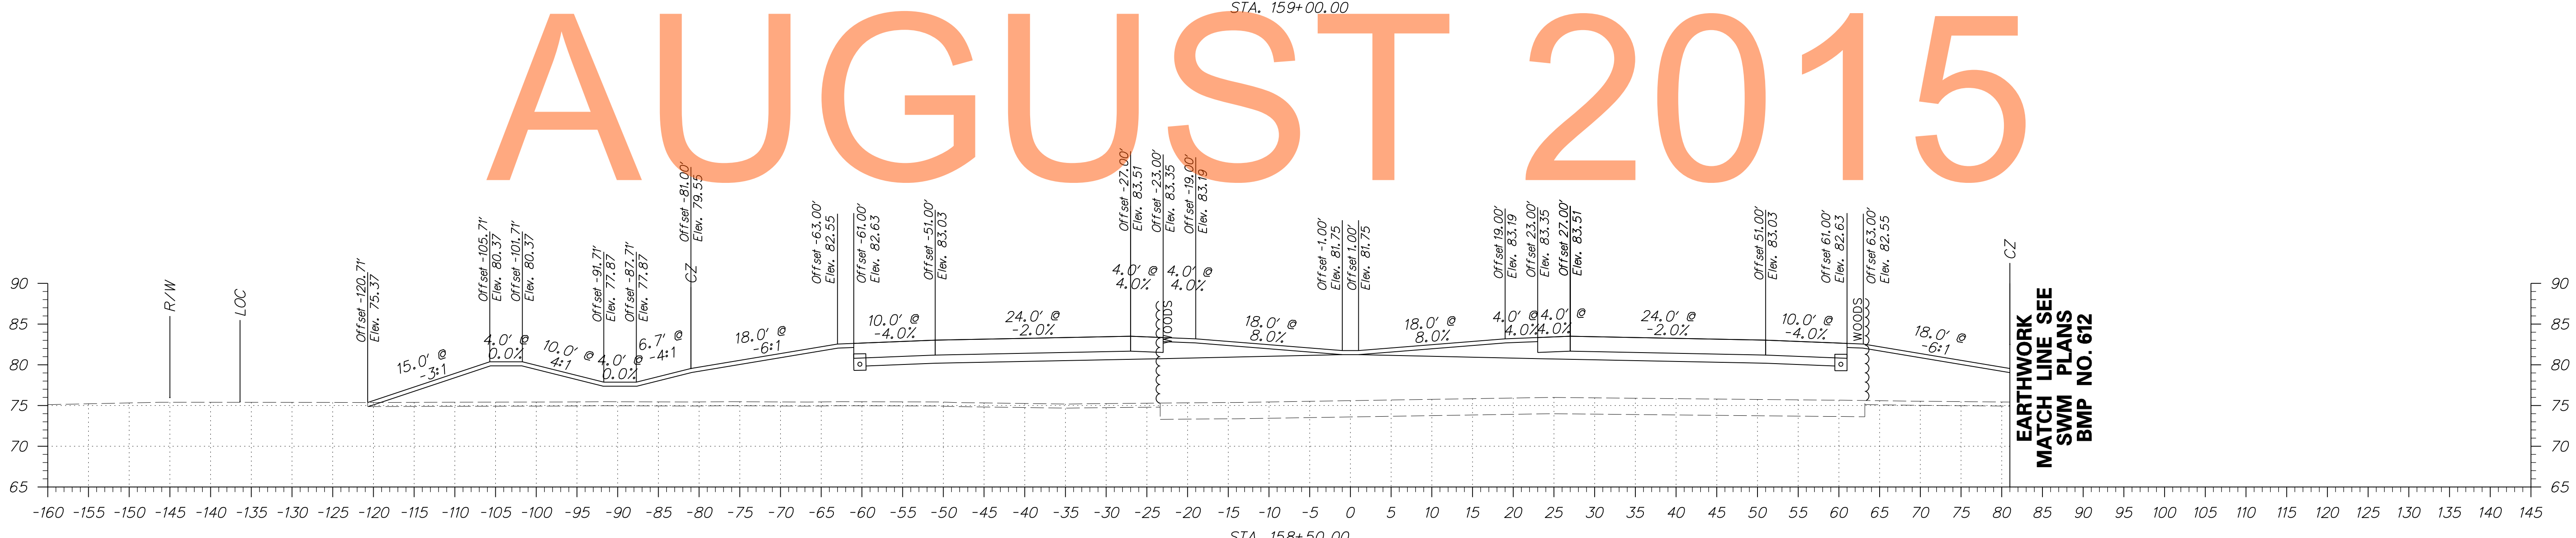 STA. 159+00.00
AUGUST 2015
Offset -120.71'
Elev. 75.37
Offset -105.71'
Elev. 80.37
Offset -101.71'
Elev. 80.37
Offset -91.71'
Elev. 77.87
Offset -87.71'
Elev. 77.87
Offset -81.00'
Elev. 79.55
Offset -63.00'
Elev. 82.55
Offset -61.00'
Elev. 82.63
Offset -51.00'
Elev. 83.03
Offset -27.00'
Elev. 83.51
Offset -23.00'
Elev. 83.35
Offset -19.00'
Elev. 83.19
Offset -1.00'
Elev. 81.75
Offset 1.00'
Elev. 81.75
Offset 19.00'
Elev. 83.19
Offset 23.00'
Elev. 83.35
Offset 27.00'
Elev. 83.51
Offset 51.00'
Elev. 83.03
Offset 61.00'
Elev. 82.63
Offset 63.00'
Elev. 82.55
R/W
LOC
CZ
WOODS
WOODS
CZ
15.0' @
-3:1
4.0' @
0.0%
10.0' @
4:1
4.0' @
0.0%
6.7' @
-4:1
18.0' @
-6:1
10.0' @
-4.0%
24.0' @
-2.0%
4.0' @
4.0%
4.0' @
4.0%
18.0' @
8.0%
18.0' @
8.0%
4.0' @
4.0%
4.0' @
4.0%
24.0' @
-2.0%
10.0' @
-4.0%
18.0' @
-6:1
EARTHWORK
MATCH LINE SEE
SWM PLANS
BMP NO. 612
90
85
80
75
70
65
90
85
80
75
70
65
-160 -155 -150 -145 -140 -135 -130 -125 -120 -115 -110 -105 -100 -95 -90 -85 -80 -75 -70 -65 -60 -55 -50 -45 -40 -35 -30 -25 -20 -15 -10 -5 0 5 10 15 20 25 30 35 40 45 50 55 60 65 70 75 80 85 90 95 100 105 110 115 120 125 130 135 140 145
STA. 158+50.00